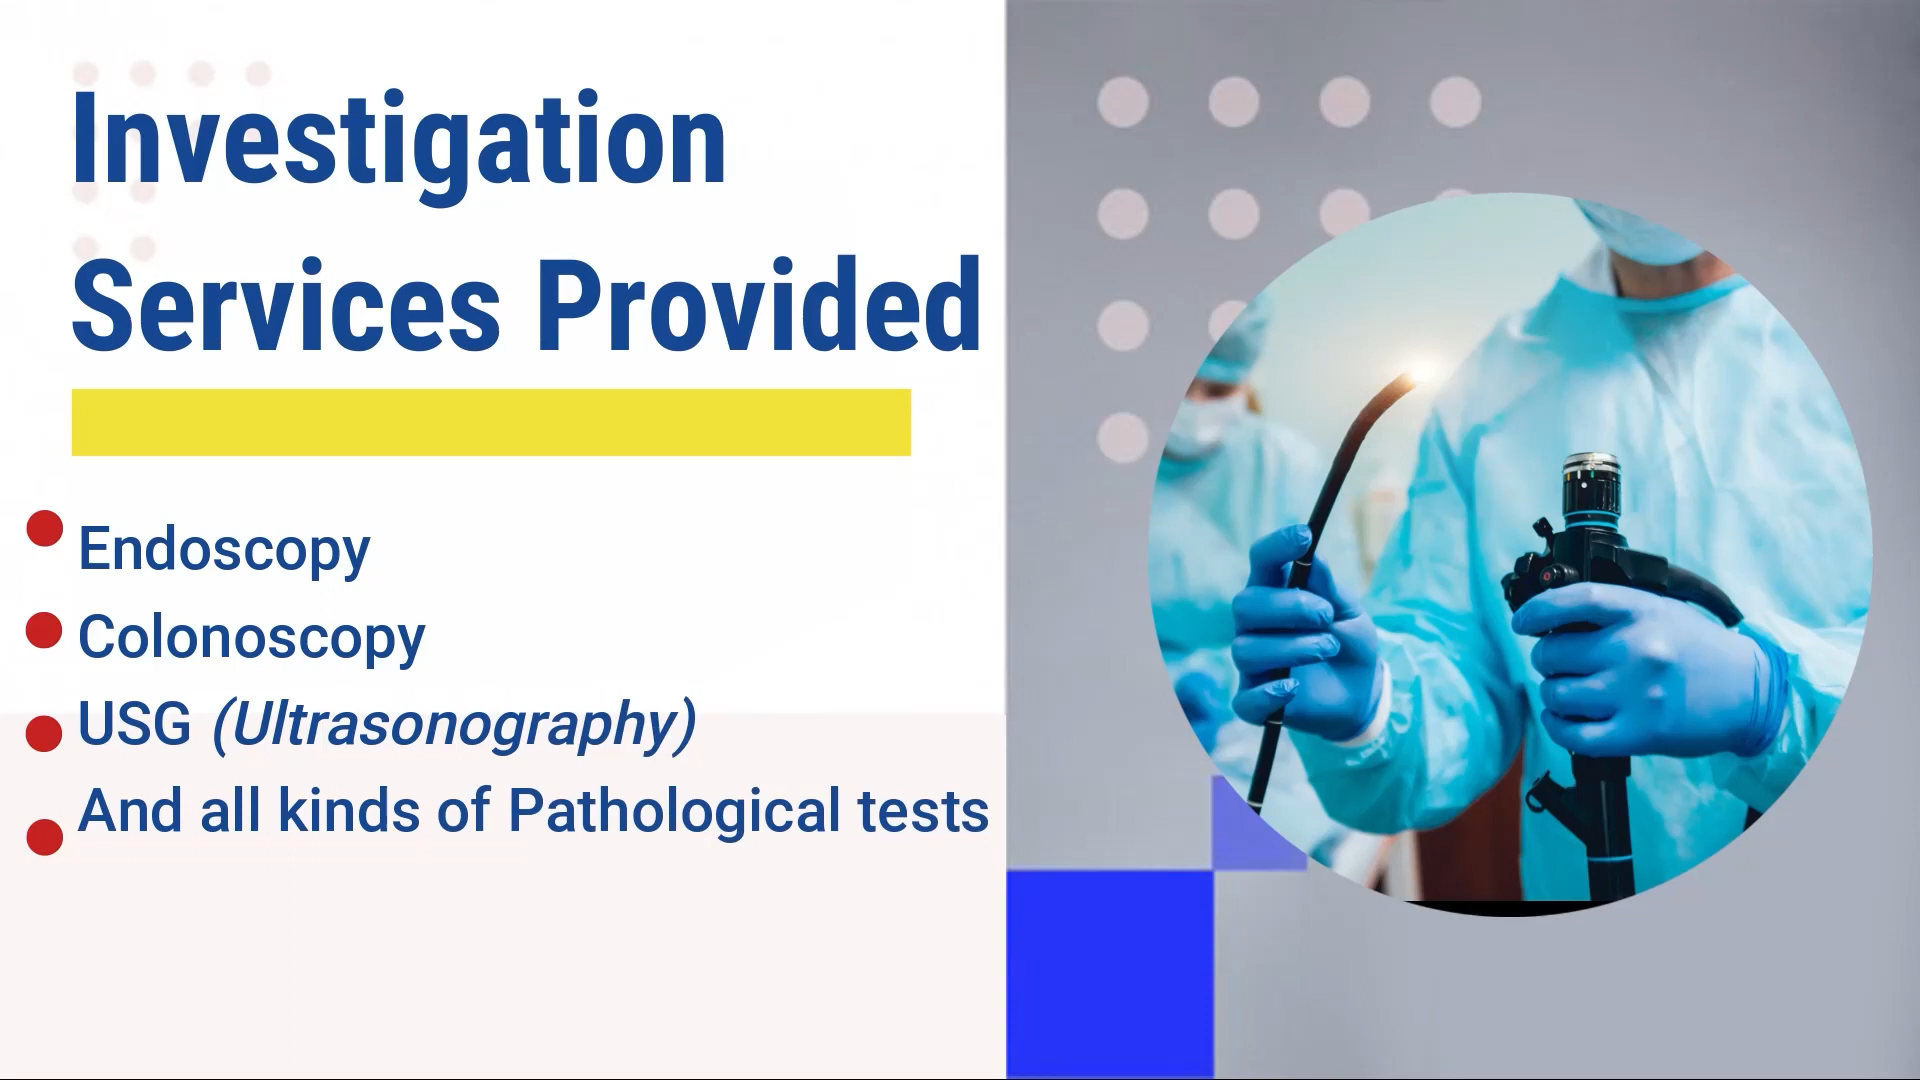 Investigation
Services Provided
Endoscopy
Colonoscopy
USG (Ultrasonography)
And all kinds of Pathological tests